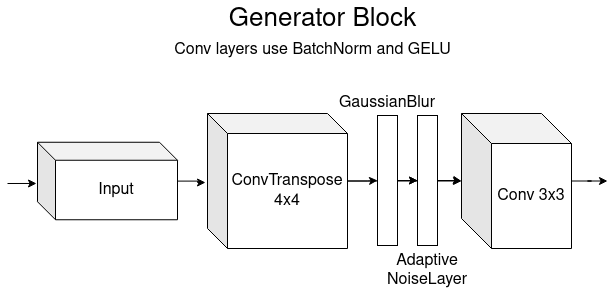 Generator Block
Conv layers use BatchNorm and GELU
GaussianBlur
Input
ConvTranspose
4x4
Conv 3x3
Adaptive
NoiseLayer